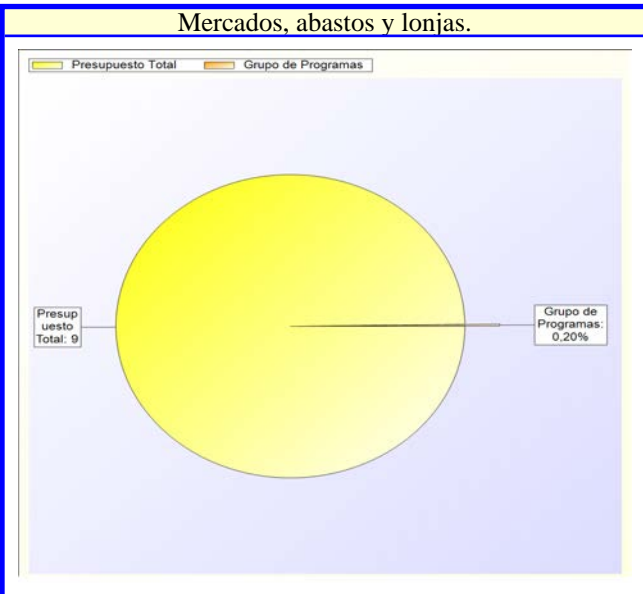 Mercados, abastos y lonjas.
Presupuesto Total Grupo de Programas
Presup
uesto
Total: 9
Grupo de
Programas:
0,20%